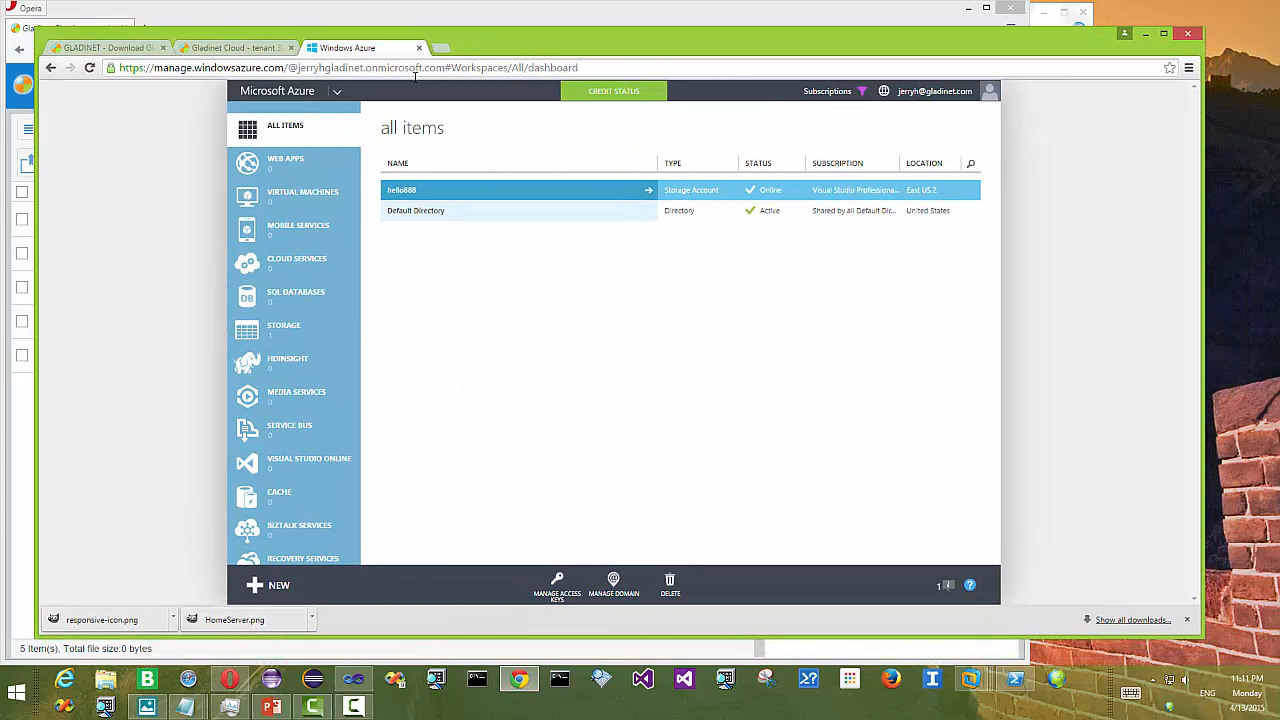 Opera
Gla
GLADINET - Download Gl
Gladinet Cloud - tenant 3
Windows Azure
https://manage.windowsazure.com/@jerryhgladinet.onmicrosoft.com#Workspaces/All/dashboard
Microsoft Azure
CREDIT STATUS
Subscriptions
jerryh@gladinet.com
ALL ITEMS
all items
NAME
TYPE
STATUS
SUBSCRIPTION
LOCATION
hello888
Storage Account
Online
Visual Studio Professiona...
East US 2
Default Directory
Directory
Active
Shared by all Default Dir...
United States
WEB APPS
0
VIRTUAL MACHINES
0
MOBILE SERVICES
0
CLOUD SERVICES
0
SQL DATABASES
0
DB
STORAGE
1
HDINSIGHT
0
MEDIA SERVICES
0
SERVICE BUS
0
VISUAL STUDIO ONLINE
0
CACHE
0
BIZTALK SERVICES
0
RECOVERY SERVICES
NEW
MANAGE ACCESS
KEYS
MANAGE DOMAIN
DELETE
1
responsive-icon.png
HomeServer.png
Show all downloads...
5 Item(s), Total file size:0 bytes
11:11 PM
ENG
Monday
4/13/2015